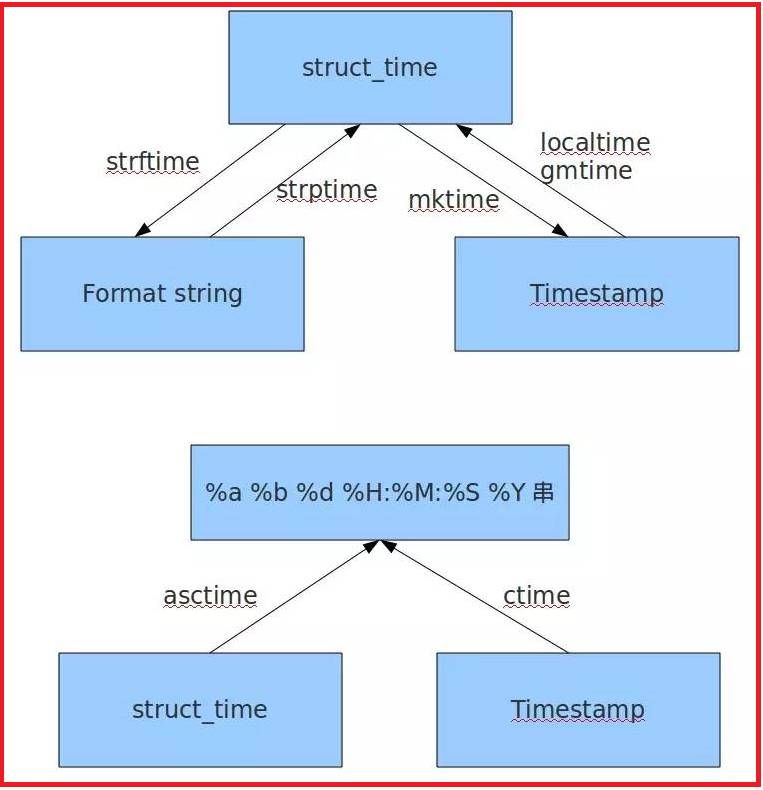 struct_time
strftime
strptime
mktime
localtime
gmtime
Format string
Timestamp
%a %b %d %H:%M:%S %Y 串
asctime
ctime
struct_time
Timestamp